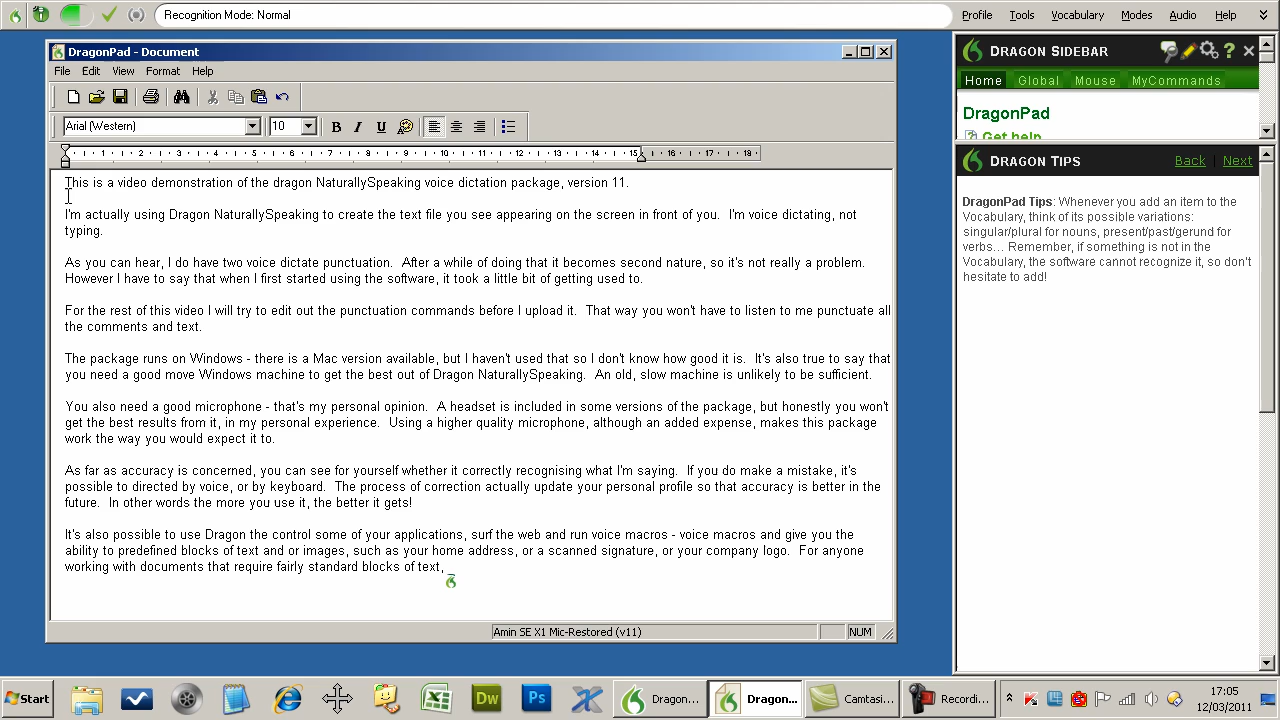 Recognition Mode: Normal
Profile Tools Vocabulary Modes Audio Help
DragonPad - Document
File Edit View Format Help
Arial (Western) 10 B I U
1 2 3 4 5 6 7 8 9 10 11 12 13 14 15 16 17 18
This is a video demonstration of the dragon NaturallySpeaking voice dictation package, version 11.
I'm actually using Dragon NaturallySpeaking to create the text file you see appearing on the screen in front of you. I'm voice dictating, not
typing.
As you can hear, I do have two voice dictate punctuation. After a while of doing that it becomes second nature, so it's not really a problem.
However I have to say that when I first started using the software, it took a little bit of getting used to.
For the rest of this video I will try to edit out the punctuation commands before I upload it. That way you won't have to listen to me punctuate all
the comments and text.
The package runs on Windows - there is a Mac version available, but I haven't used that so I don't know how good it is. It's also true to say that
you need a good move Windows machine to get the best out of Dragon NaturallySpeaking. An old, slow machine is unlikely to be sufficient.
You also need a good microphone - that's my personal opinion. A headset is included in some versions of the package, but honestly you won't
get the best results from it, in my personal experience. Using a higher quality microphone, although an added expense, makes this package
work the way you would expect it to.
As far as accuracy is concerned, you can see for yourself whether it correctly recognising what I'm saying. If you do make a mistake, it's
possible to directed by voice, or by keyboard. The process of correction actually update your personal profile so that accuracy is better in the
future. In other words the more you use it, the better it gets!
It's also possible to use Dragon the control some of your applications, surf the web and run voice macros - voice macros and give you the
ability to predefined blocks of text and or images, such as your home address, or a scanned signature, or your company logo. For anyone
working with documents that require fairly standard blocks of text,
Amin SE X1 Mic-Restored (v11) NUM
DRAGON SIDEBAR ?
Home Global Mouse MyCommands
DragonPad
Get help
DRAGON TIPS Back Next
DragonPad Tips: Whenever you add an item to the
Vocabulary, think of its possible variations:
singular/plural for nouns, present/past/gerund for
verbs... Remember, if something is not in the
Vocabulary, the software cannot recognize it, so don't
hesitate to add!
Start Dw Ps Dragon... Dragon... Camtasi... Recordi... 17:05
12/03/2011